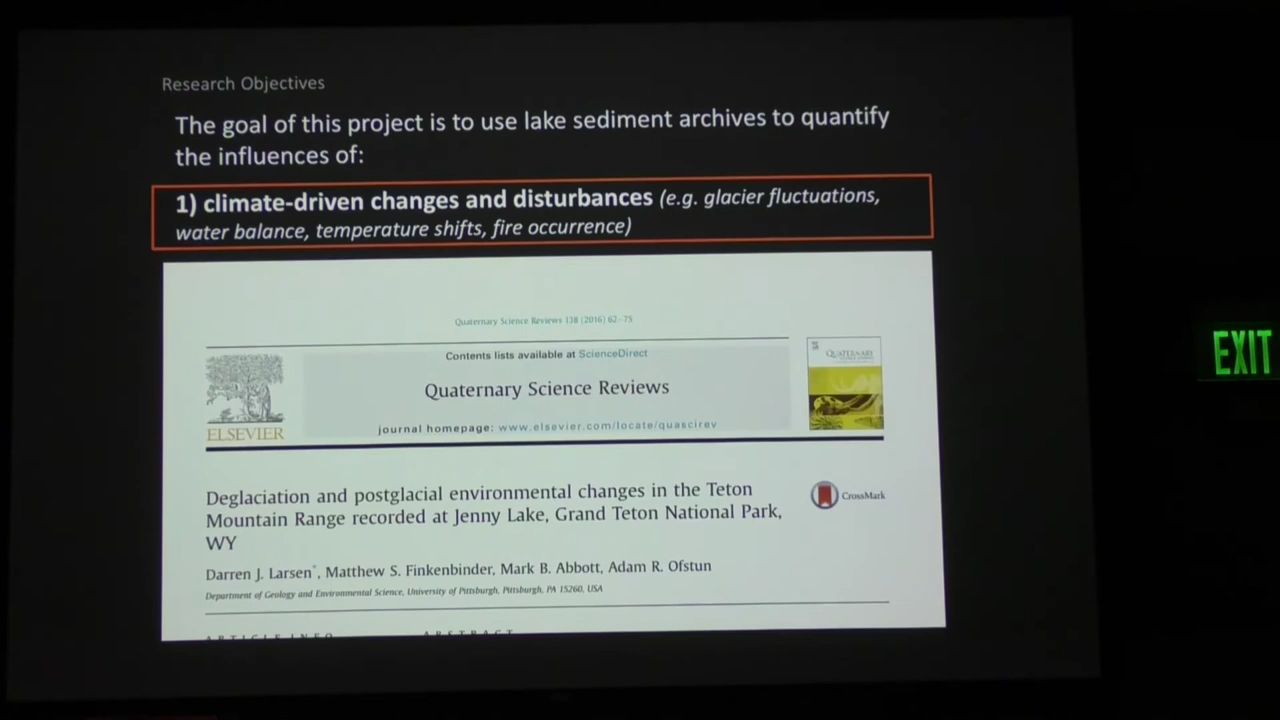 Research Objectives
The goal of this project is to use lake sediment archives to quantify
the influences of:
1) climate-driven changes and disturbances (e.g. glacier fluctuations,
water balance, temperature shifts, fire occurrence)
Quaternary Science Reviews 138 (2016) 62–75
Contents lists available at ScienceDirect
Quaternary Science Reviews
journal homepage: www.elsevier.com/locate/quascirev
ELSEVIER
QUATERNARY
Deglaciation and postglacial environmental changes in the Teton
Mountain Range recorded at Jenny Lake, Grand Teton National Park,
WY
CrossMark
Darren J. Larsen*, Matthew S. Finkenbinder, Mark B. Abbott, Adam R. Ofstun
Department of Geology and Environmental Science, University of Pittsburgh, Pittsburgh, PA 15260, USA
ARTICLE INFO
ABSTRACT
EXIT